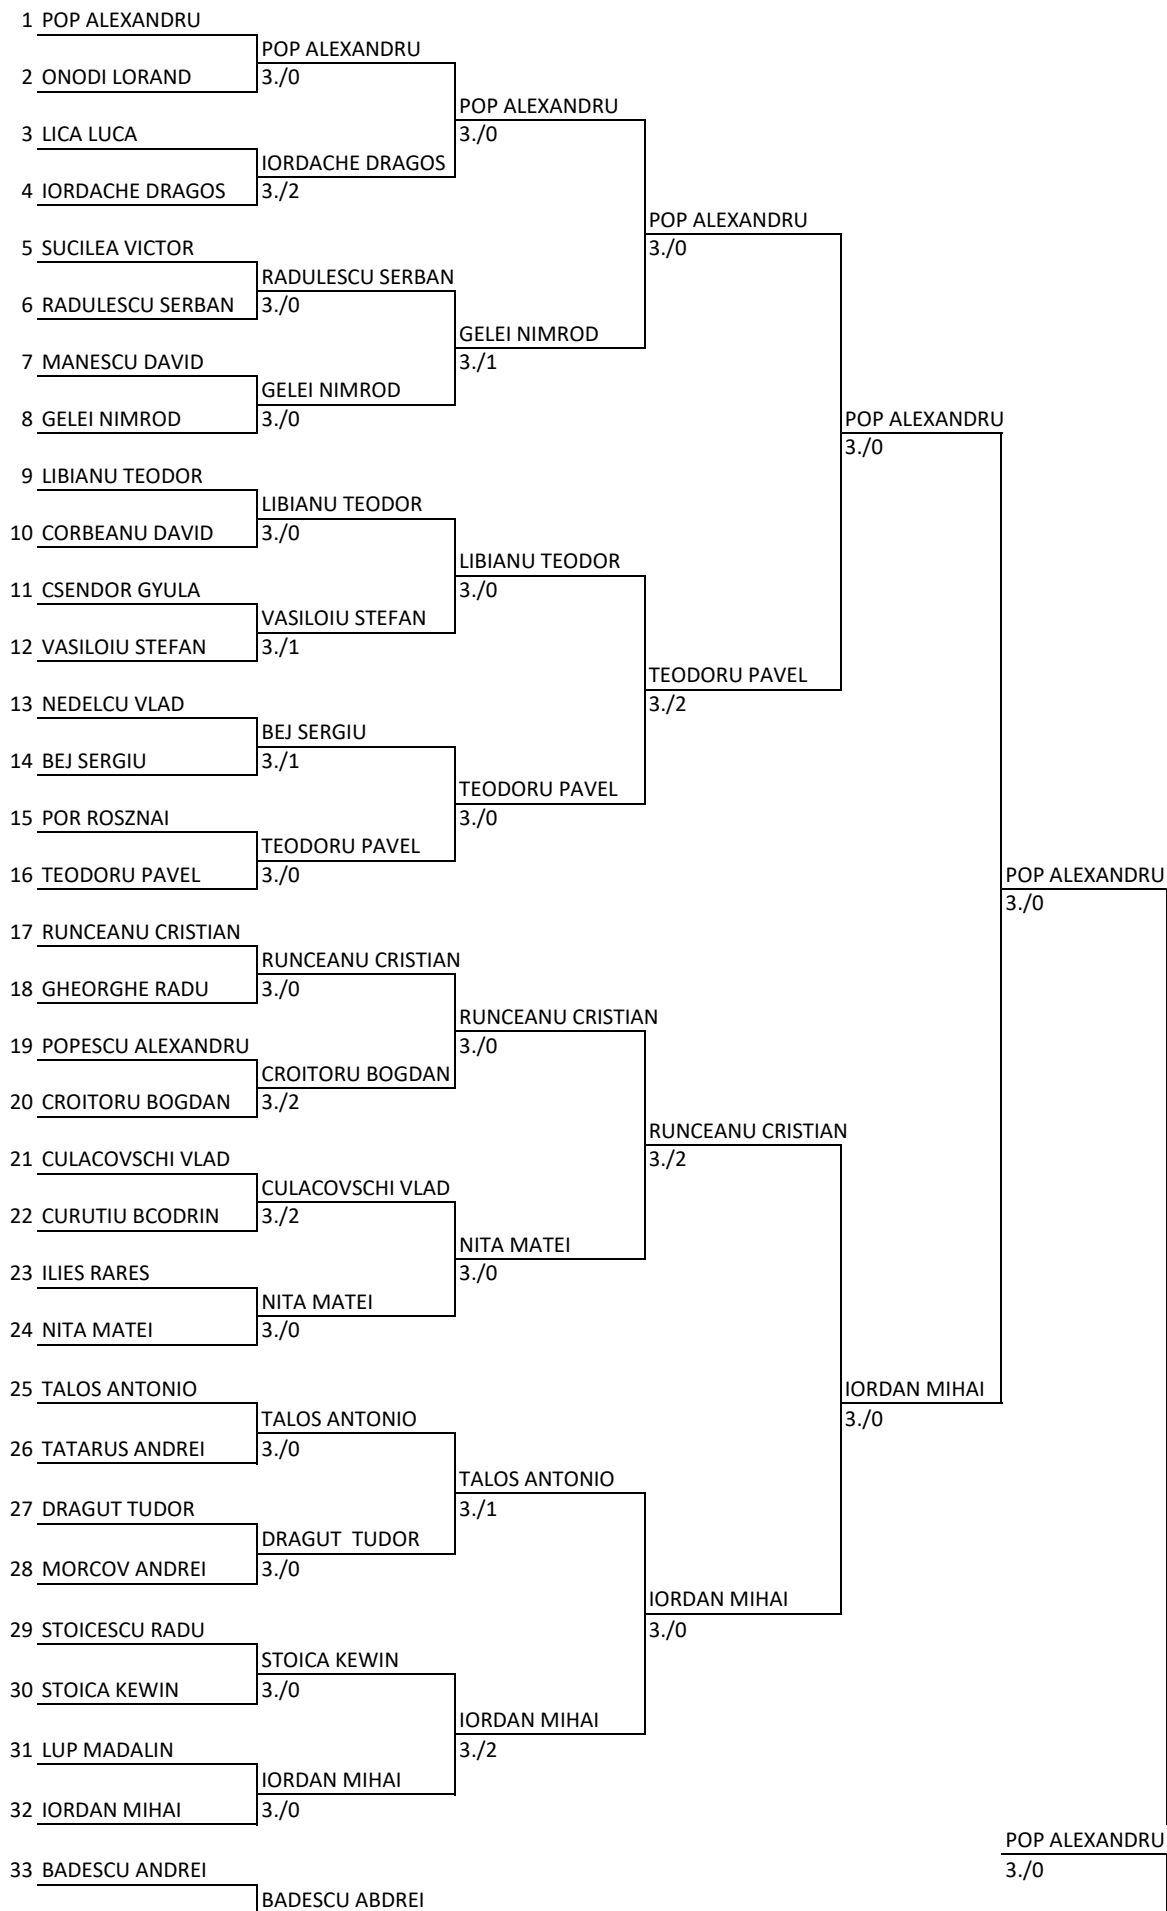 1 POP ALEXANDRU
POP ALEXANDRU
2 ONODI LORAND
3./0
POP ALEXANDRU
3 LICA LUCA
3./0
IORDACHE DRAGOS
4 IORDACHE DRAGOS
3./2
POP ALEXANDRU
5 SUCILEA VICTOR
3./0
RADULESCU SERBAN
6 RADULESCU SERBAN
3./0
GELEI NIMROD
7 MANESCU DAVID
3./1
GELEI NIMROD
8 GELEI NIMROD
3./0
POP ALEXANDRU
3./0
9 LIBIANU TEODOR
LIBIANU TEODOR
10 CORBEANU DAVID
3./0
LIBIANU TEODOR
11 CSENDOR GYULA
3./0
VASILOIU STEFAN
12 VASILOIU STEFAN
3./1
TEODORU PAVEL
13 NEDELCU VLAD
3./2
BEJ SERGIU
14 BEJ SERGIU
3./1
TEODORU PAVEL
15 POR ROSZNAI
3./0
TEODORU PAVEL
16 TEODORU PAVEL
3./0
POP ALEXANDRU
3./0
17 RUNCEANU CRISTIAN
RUNCEANU CRISTIAN
18 GHEORGHE RADU
3./0
RUNCEANU CRISTIAN
19 POPESCU ALEXANDRU
3./0
CROITORU BOGDAN
20 CROITORU BOGDAN
3./2
RUNCEANU CRISTIAN
21 CULACOVSCHI VLAD
3./2
CULACOVSCHI VLAD
22 CURUTIU BCODRIN
3./2
NITA MATEI
23 ILIES RARES
3./0
NITA MATEI
24 NITA MATEI
3./0
25 TALOS ANTONIO
IORDAN MIHAI
TALOS ANTONIO
3./0
26 TATARUS ANDREI
3./0
TALOS ANTONIO
27 DRAGUT TUDOR
3./1
DRAGUT  TUDOR
28 MORCOV ANDREI
3./0
IORDAN MIHAI
29 STOICESCU RADU
3./0
STOICA KEWIN
30 STOICA KEWIN
3./0
IORDAN MIHAI
31 LUP MADALIN
3./2
IORDAN MIHAI
32 IORDAN MIHAI
3./0
POP ALEXANDRU
33 BADESCU ANDREI
3./0
BADESCU ABDREI